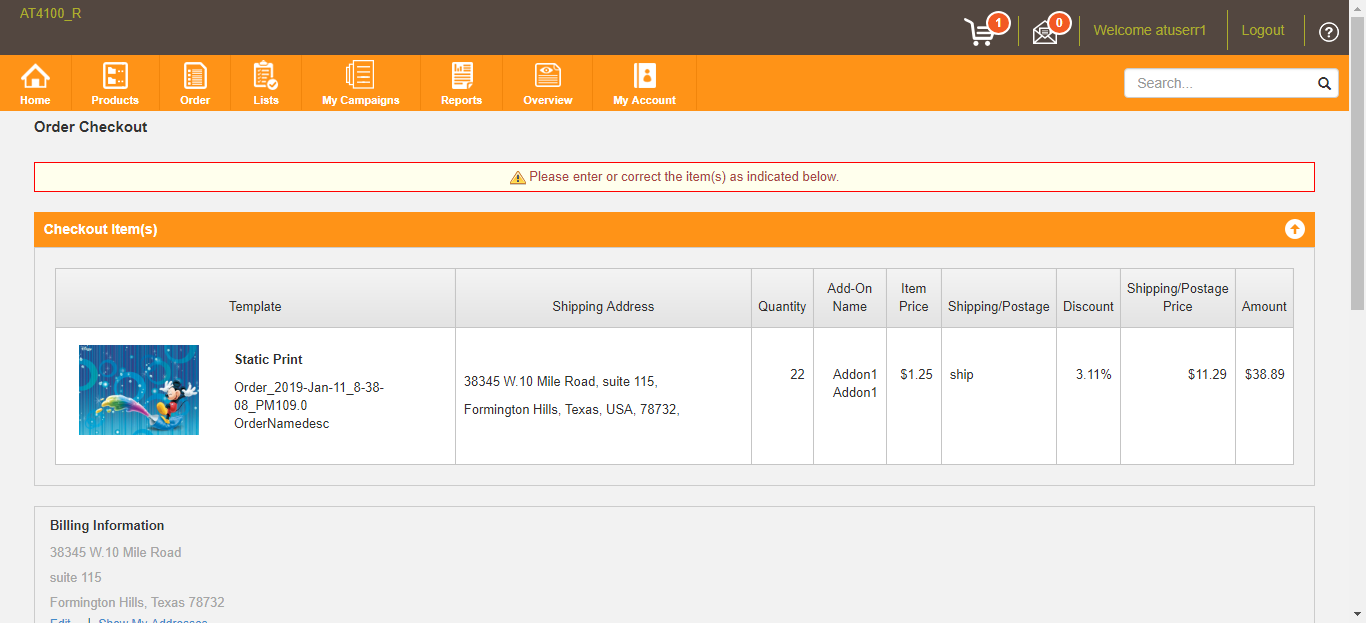 AT4100_R
1
0
Welcome atuserr1
Logout
?
Home
Products
Order
Lists
My Campaigns
Reports
Overview
My Account
Search...
Order Checkout
Please enter or correct the item(s) as indicated below.
Checkout Item(s)
Template
Shipping Address
Quantity
Add-On
Name
Item
Price
Shipping/Postage
Discount
Shipping/Postage
Price
Amount
Static Print
Order_2019-Jan-11_8-38-
08_PM109.0
OrderNamedesc
38345 W.10 Mile Road, suite 115,
Formington Hills, Texas, USA, 78732,
22
Addon1
Addon1
$1.25
ship
3.11%
$11.29
$38.89
Billing Information
38345 W.10 Mile Road
suite 115
Formington Hills, Texas 78732
Edit | Show My Addresses